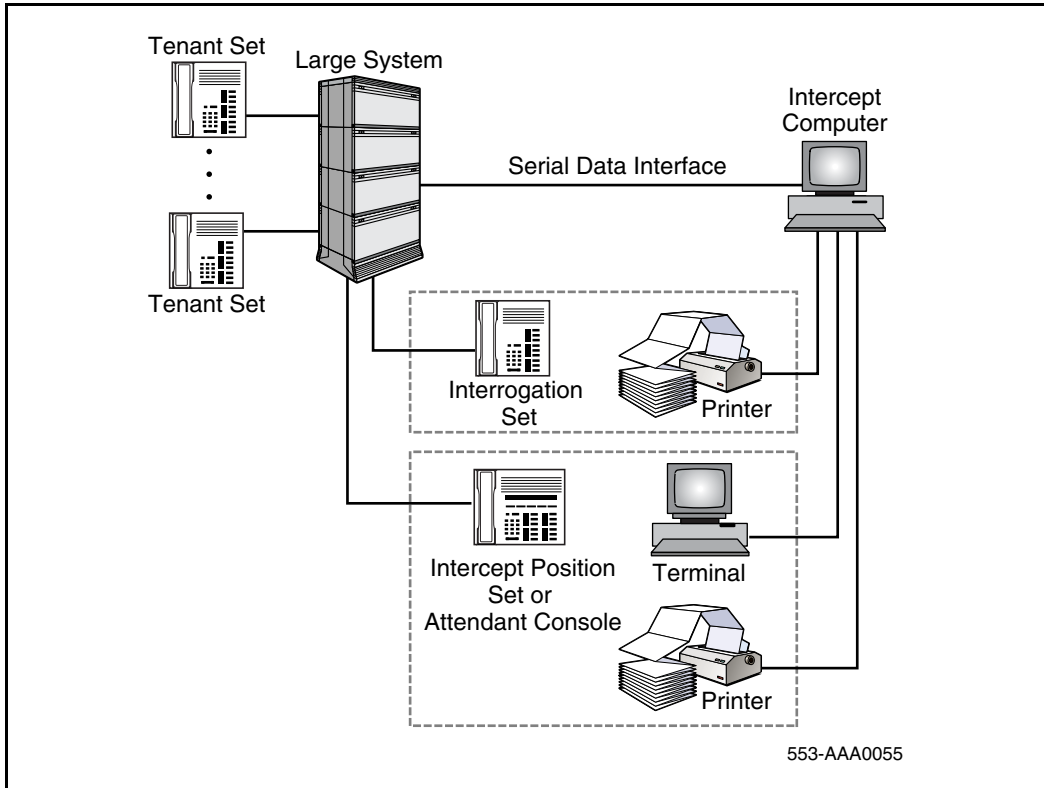 Tenant Set
Large System
Intercept
Computer
Serial Data Interface
Tenant Set
Interrogation
Set
Printer
Intercept Position
Set or
Attendant Console
Terminal
Printer
553-AAA0055